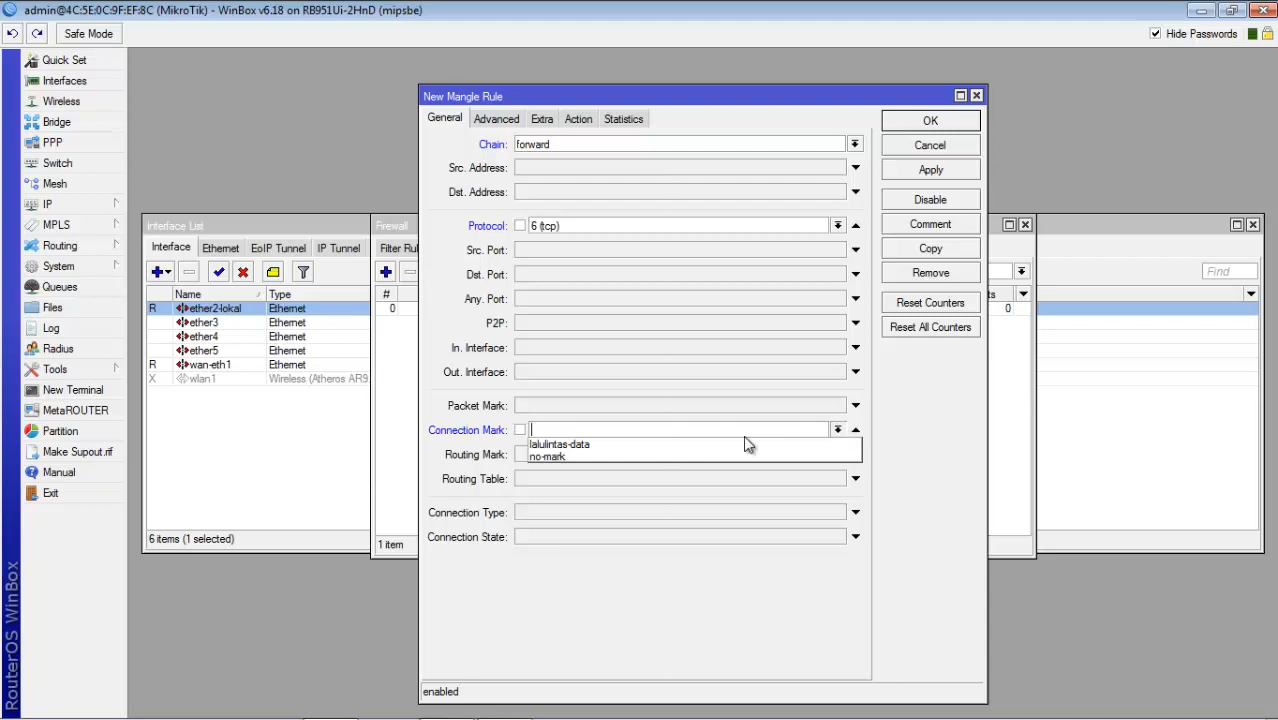 admin@4C:5E:0C:9F:EF:8C (MikroTik) - WinBox v6.18 on RB951Ui-2HnD (mipsbe)
Safe Mode
Hide Passwords
Quick Set
Interfaces
Wireless
Bridge
PPP
Switch
Mesh
IP
MPLS
Routing
System
Queues
Files
Log
Radius
Tools
New Terminal
MetaROUTER
Partition
Make Supout.rif
Manual
Exit
RouterOS WinBox
Interface List
Interface Ethernet EoIP Tunnel IP Tunnel
Name Type
R ether2-lokal Ethernet
ether3 Ethernet
ether4 Ethernet
ether5 Ethernet
R wan-eth1 Ethernet
X wlan1 Wireless (Atheros AR9
6 items (1 selected)
Firewall
Filter Rul
#
0
1 item
New Mangle Rule
General Advanced Extra Action Statistics
Chain: forward
Src. Address:
Dst. Address:
Protocol: 6 (tcp)
Src. Port:
Dst. Port:
Any. Port:
P2P:
In. Interface:
Out. Interface:
Packet Mark:
Connection Mark:
lalulintas-data
no-mark
Routing Mark:
Routing Table:
Connection Type:
Connection State:
enabled
OK
Cancel
Apply
Disable
Comment
Copy
Remove
Reset Counters
Reset All Counters
ts
0
Find